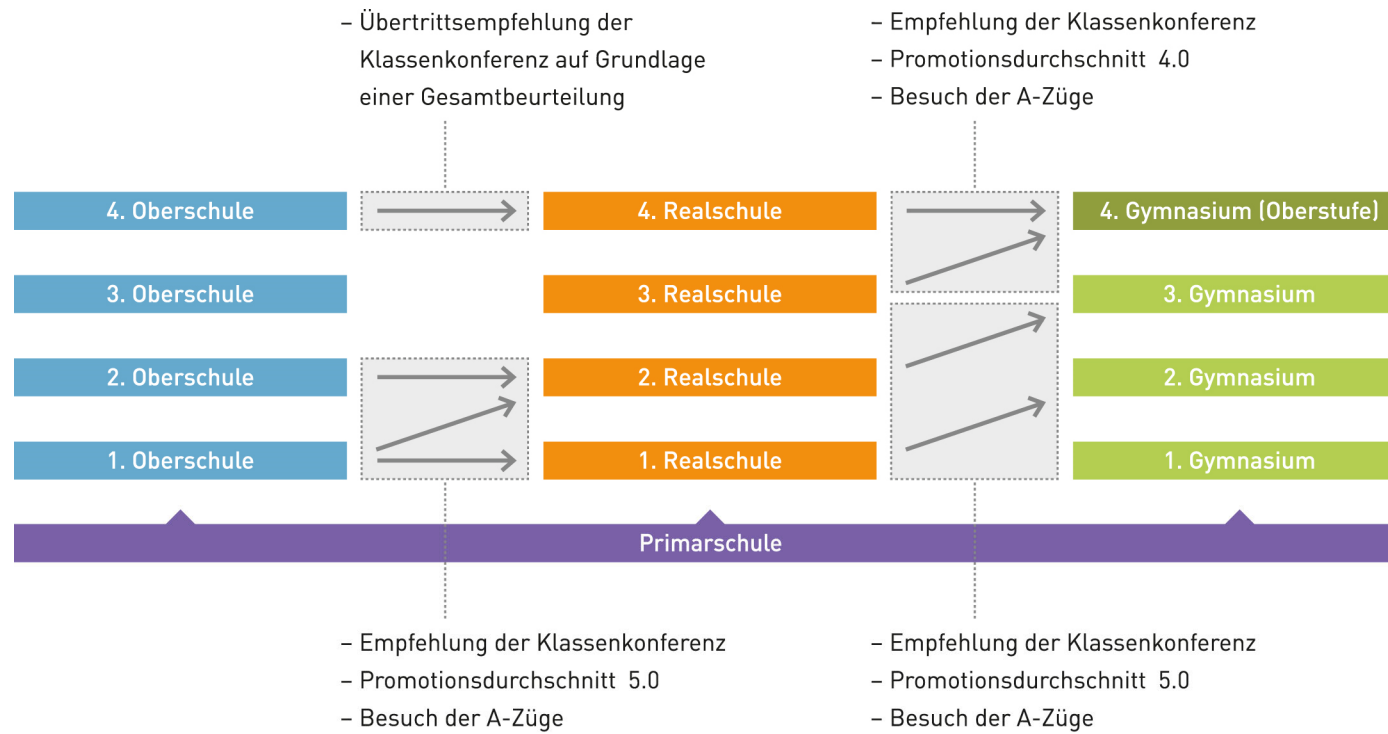 – Übertrittsempfehlung der
Klassenkonferenz auf Grundlage
einer Gesamtbeurteilung
– Empfehlung der Klassenkonferenz
– Promotionsdurchschnitt 4.0
– Besuch der A-Züge
4. Oberschule
4. Realschule
4. Gymnasium (Oberstufe)
3. Oberschule
3. Realschule
3. Gymnasium
2. Oberschule
2. Realschule
2. Gymnasium
1. Oberschule
1. Realschule
1. Gymnasium
Primarschule
– Empfehlung der Klassenkonferenz
– Promotionsdurchschnitt 5.0
– Besuch der A-Züge
– Empfehlung der Klassenkonferenz
– Promotionsdurchschnitt 5.0
– Besuch der A-Züge